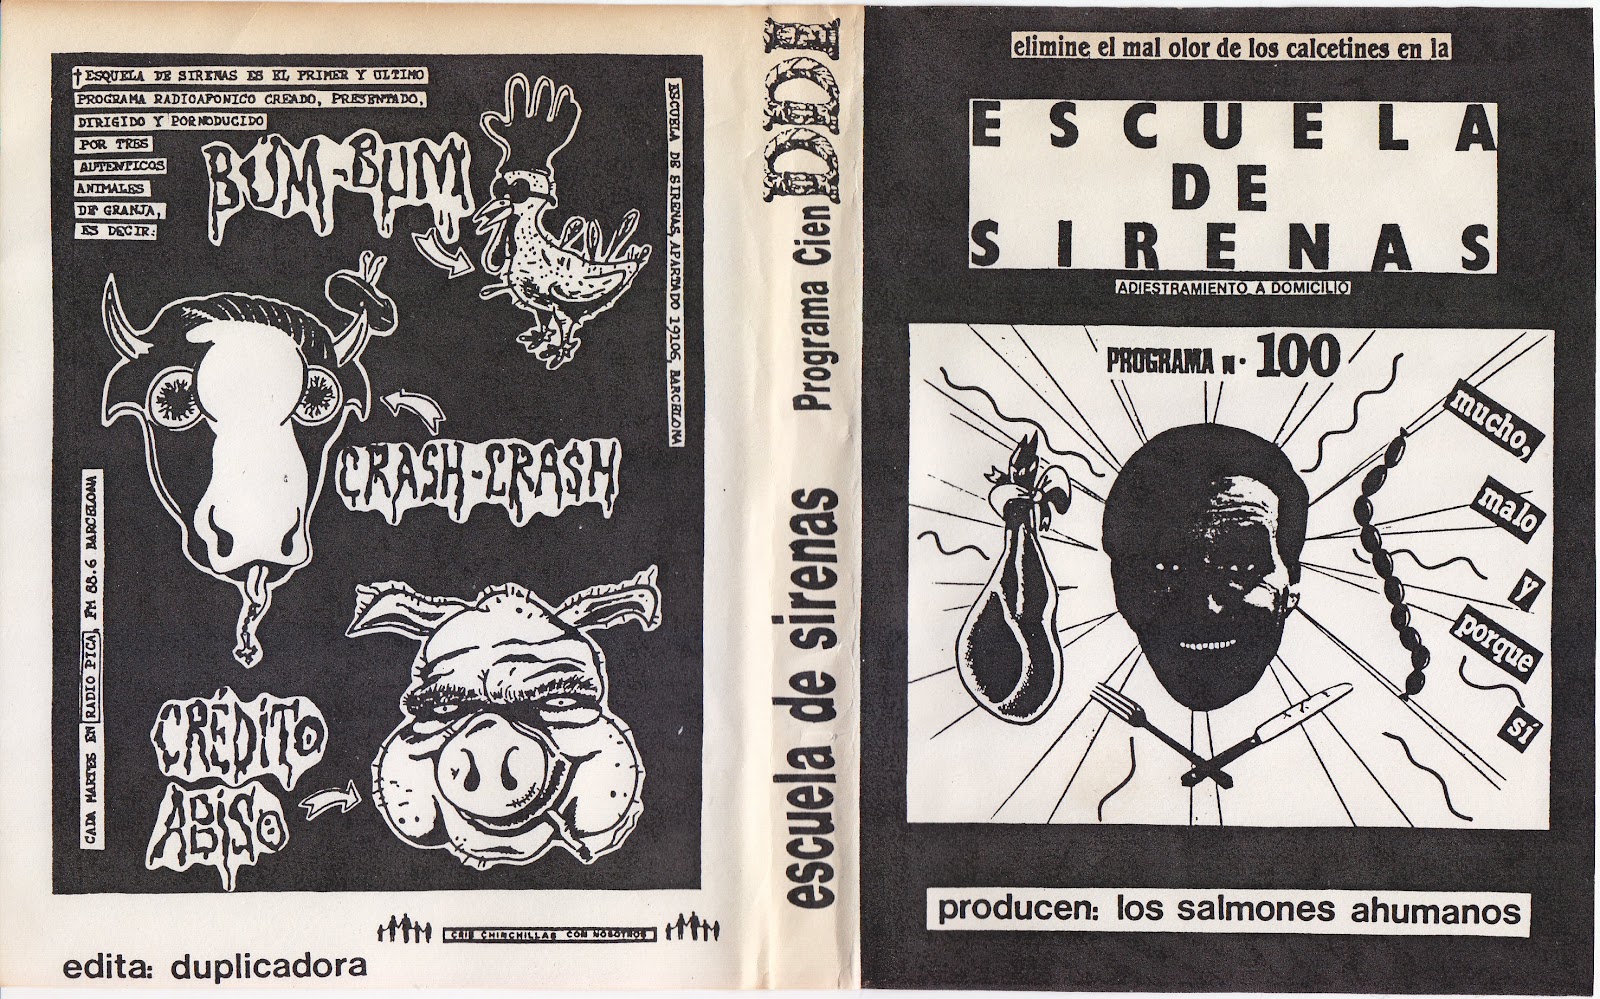 †ESQUELA DE SIRENAS ES EL PRIMER Y ULTIMO
PROGRAMA RADIOAFONICO CREADO, PRESENTADO,
DIRIGIDO Y PORNODUCIDO
POR TRES
AUTENTICOS
ANIMALES
DE GRANJA,
ES DECIR:
BUM-BUM
ESCUELA DE SIRENAS, APARTADO 19106, BARCELONA
CRASH-CRASH
CADA MARTES EN RADIO PICA, FM 88.6 BARCELONA
CRÉDITO
ABISO
CRIE CHINCHILLAS CON NOSOTROS
edita: duplicadora
escuela de sirenas Programa Cien
elimine el mal olor de los calcetines en la
ESCUELA
DE
SIRENAS
ADIESTRAMIENTO A DOMICILIO
PROGRAMA N· 100
mucho,
malo
y
porque
sí
producen: los salmones ahumanos